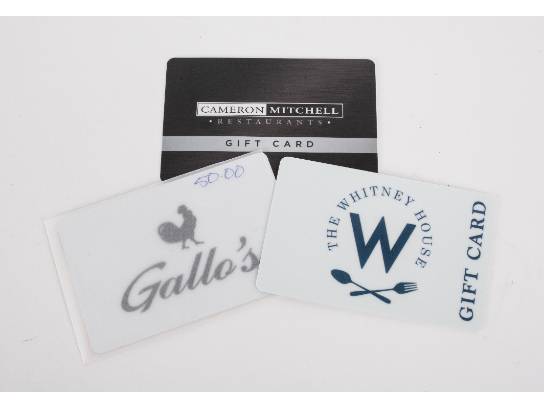 CAMERON MITCHELL
• RESTAURANTS •
GIFT CARD
50.00
Gallo's
THE WHITNEY HOUSE
W
GIFT CARD